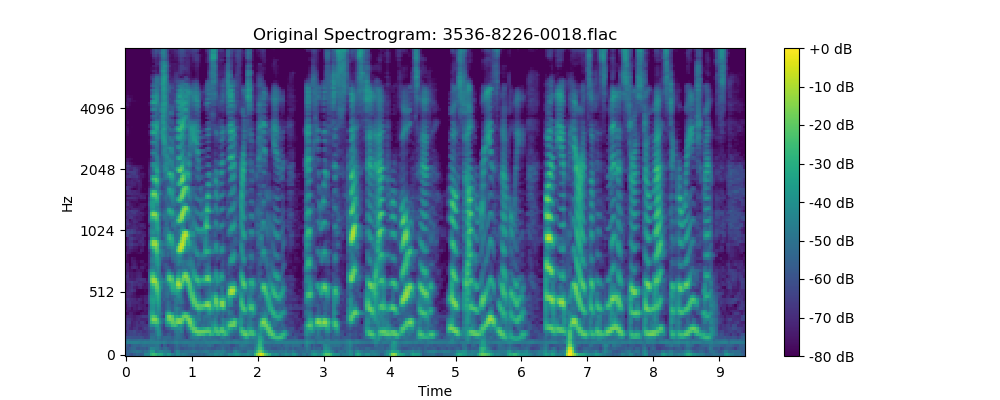 Original Spectrogram: 3536-8226-0018.flac
Hz
4096
2048
1024
512
0
0 1 2 3 4 5 6 7 8 9
Time
+0 dB
-10 dB
-20 dB
-30 dB
-40 dB
-50 dB
-60 dB
-70 dB
-80 dB